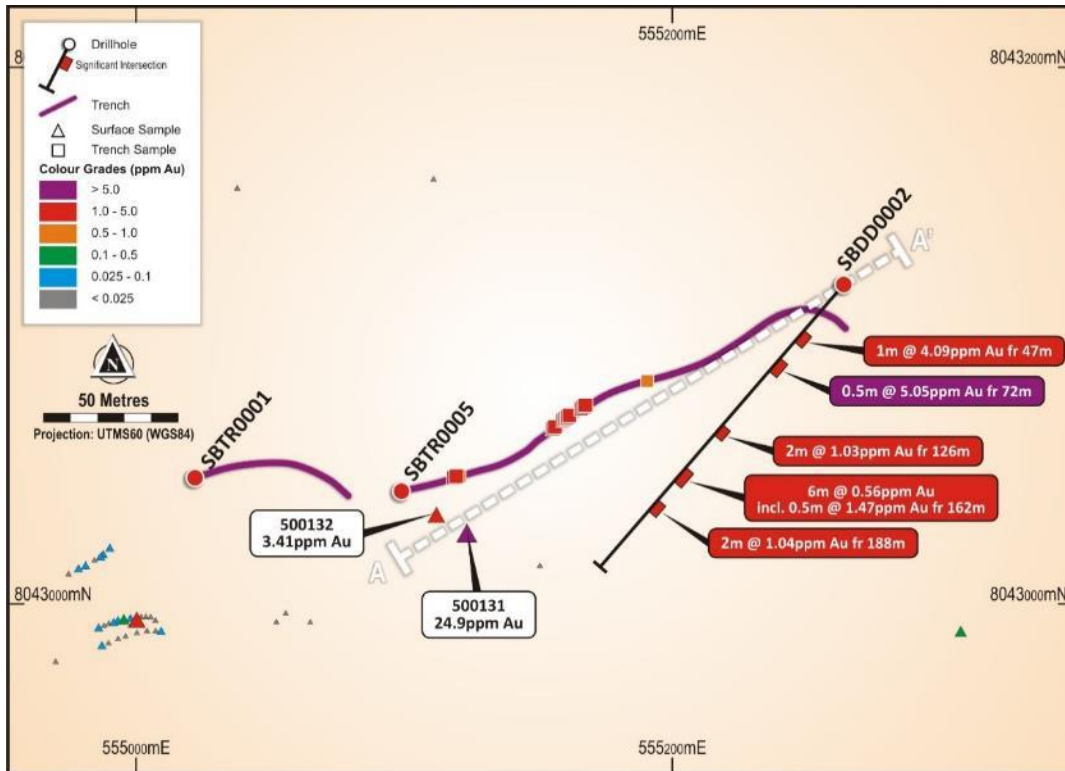 Drillhole
Significant Intersection
Trench
Surface Sample
Trench Sample
Colour Grades (ppm Au)
> 5.0
1.0 - 5.0
0.5 - 1.0
0.1 - 0.5
0.025 - 0.1
< 0.025
N
50 Metres
Projection: UTMS60 (WGS84)
555200mE
8043200mN
SBDD0002
A'
1m @ 4.09ppm Au fr 47m
0.5m @ 5.05ppm Au fr 72m
2m @ 1.03ppm Au fr 126m
6m @ 0.56ppm Au
incl. 0.5m @ 1.47ppm Au fr 162m
2m @ 1.04ppm Au fr 188m
SBTR0001
SBTR0005
500132
3.41ppm Au
A
500131
24.9ppm Au
8043000mN
8043000mN
555000mE
555200mE